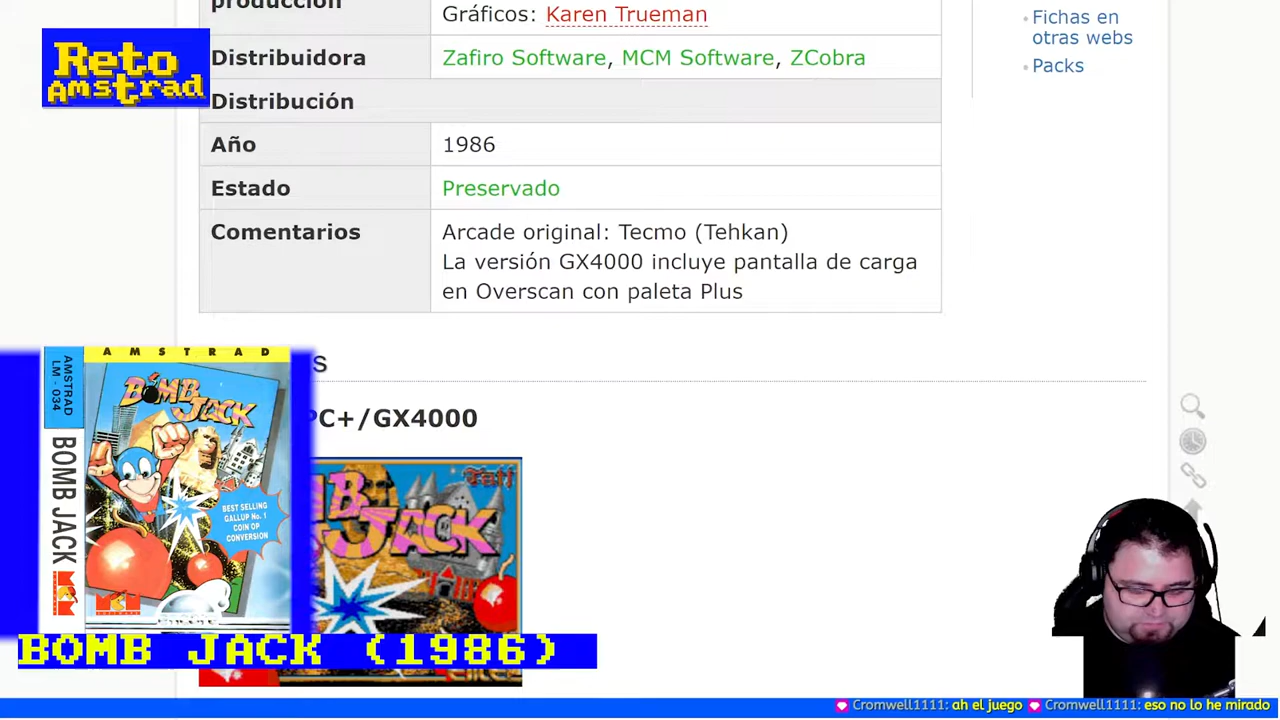 producción
Gráficos: Karen Trueman
Distribuidora
Zafiro Software, MCM Software, ZCobra
Distribución
Año
1986
Estado
Preservado
Comentarios
Arcade original: Tecmo (Tehkan)
La versión GX4000 incluye pantalla de carga
en Overscan con paleta Plus
Fichas en
otras webs
Packs
Reto
Amstrad
s
PC+/GX4000
AMSTRAD
AMSTRAD
LM - 034
BOMB JACK
BOMB
JACK
BEST SELLING
GALLUP No. 1
COIN OP
CONVERSION
MCM
JACK
BOMB JACK (1986)
Cromwell1111: ah el juego
Cromwell1111: eso no lo he mirado